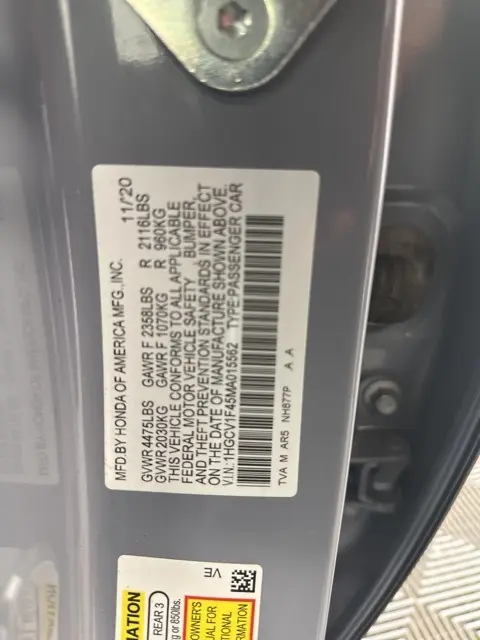 MFD.BY HONDA OF AMERICA MFG.,INC. 11/20
GVWR 4475LBS GAWR F 2358LBS R 2116LBS
GVWR 2030KG GAWR F 1070KG R 960KG
THIS VEHICLE CONFORMS TO ALL APPLICABLE
FEDERAL MOTOR VEHICLE SAFETY BUMPER,
AND THEFT PREVENTION STANDARDS IN EFFECT
ON THE DATE OF MANUFACTURE SHOWN ABOVE.
V.I.N.:1HGCV1F45MA015562 TYPE:PASSENGER CAR
TVA M AR5 NH877P A A
VE
REAR 3
g or 850lbs.
OWNER'S